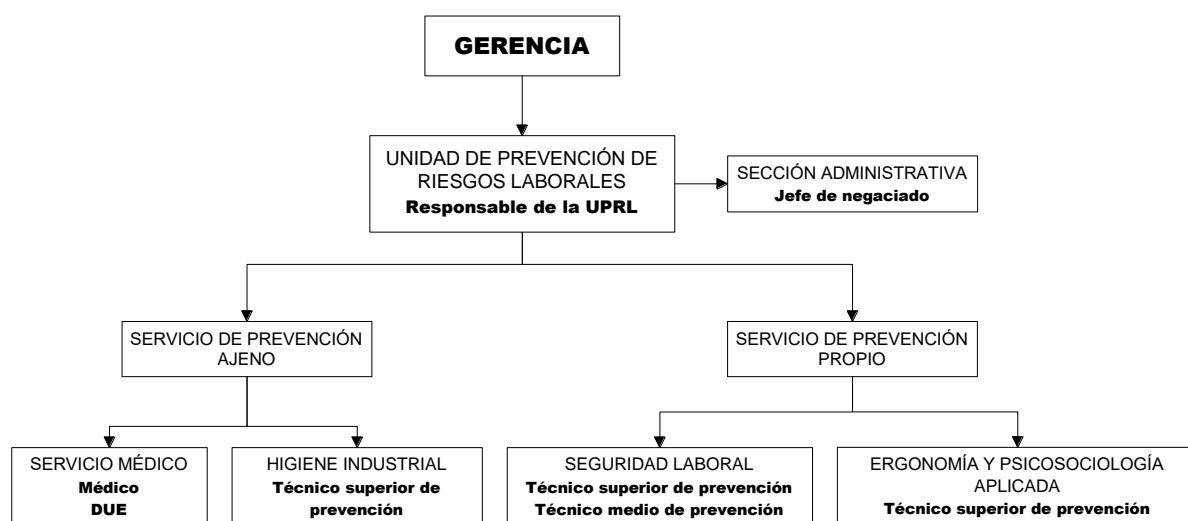 GERENCIA
UNIDAD DE PREVENCIÓN DE
RIESGOS LABORALES
Responsable de la UPRL
SECCIÓN ADMINISTRATIVA
Jefe de negaciado
SERVICIO DE PREVENCIÓN
AJENO
SERVICIO DE PREVENCIÓN
PROPIO
SERVICIO MÉDICO
Médico
DUE
HIGIENE INDUSTRIAL
Técnico superior de
prevención
SEGURIDAD LABORAL
Técnico superior de prevención
Técnico medio de prevención
ERGONOMÍA Y PSICOSOCIOLOGÍA
APLICADA
Técnico superior de prevención